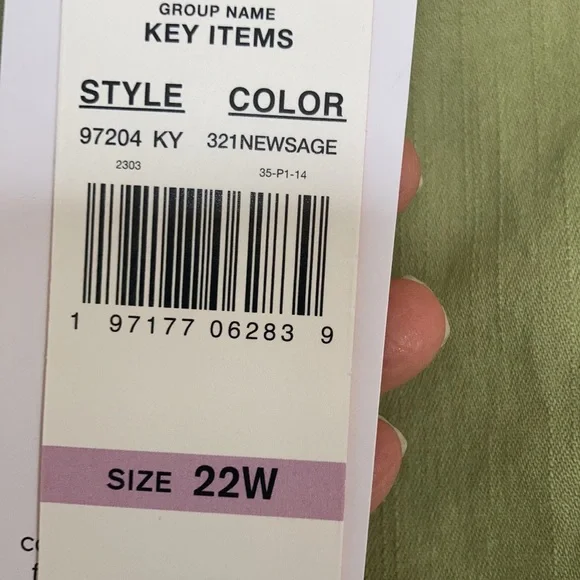 GROUP NAME
KEY ITEMS
STYLE COLOR
97204 KY 321NEWSAGE
2303 35-P1-14
1 97177 06283 9
SIZE 22W